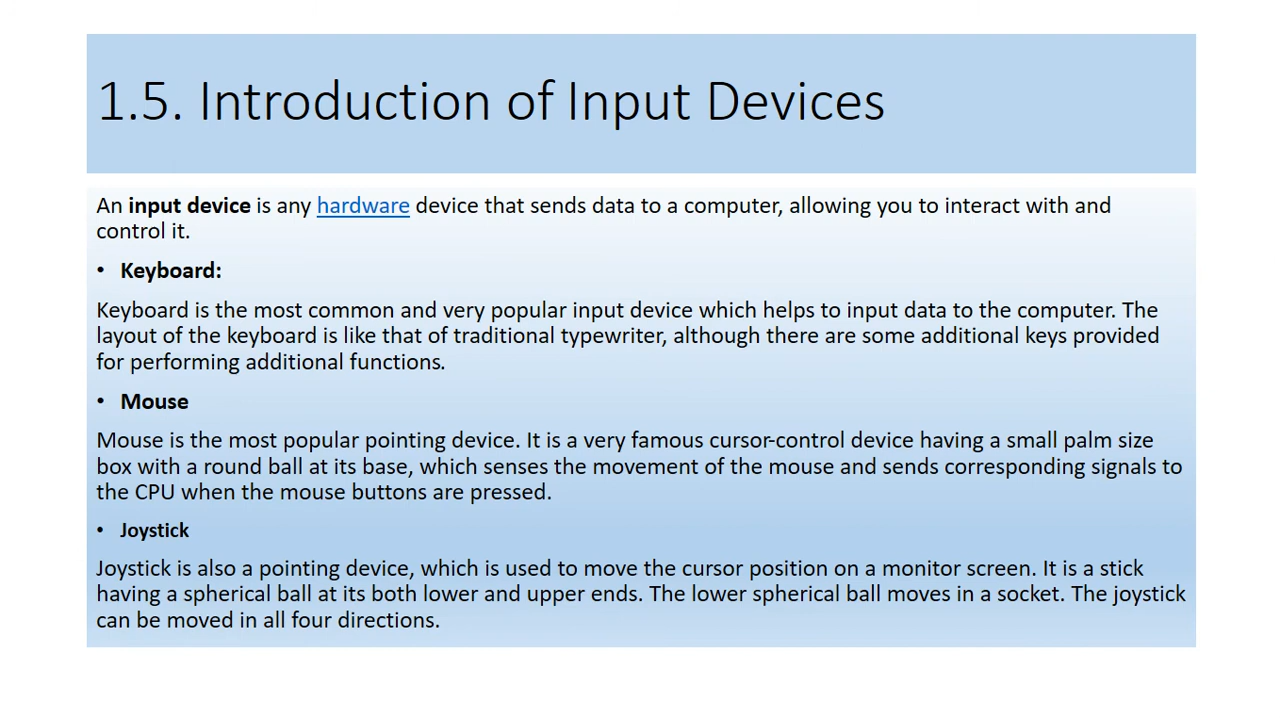 1.5. Introduction of Input Devices
An input device is any hardware device that sends data to a computer, allowing you to interact with and
control it.
• Keyboard:
Keyboard is the most common and very popular input device which helps to input data to the computer. The
layout of the keyboard is like that of traditional typewriter, although there are some additional keys provided
for performing additional functions.
• Mouse
Mouse is the most popular pointing device. It is a very famous cursor-control device having a small palm size
box with a round ball at its base, which senses the movement of the mouse and sends corresponding signals to
the CPU when the mouse buttons are pressed.
• Joystick
Joystick is also a pointing device, which is used to move the cursor position on a monitor screen. It is a stick
having a spherical ball at its both lower and upper ends. The lower spherical ball moves in a socket. The joystick
can be moved in all four directions.